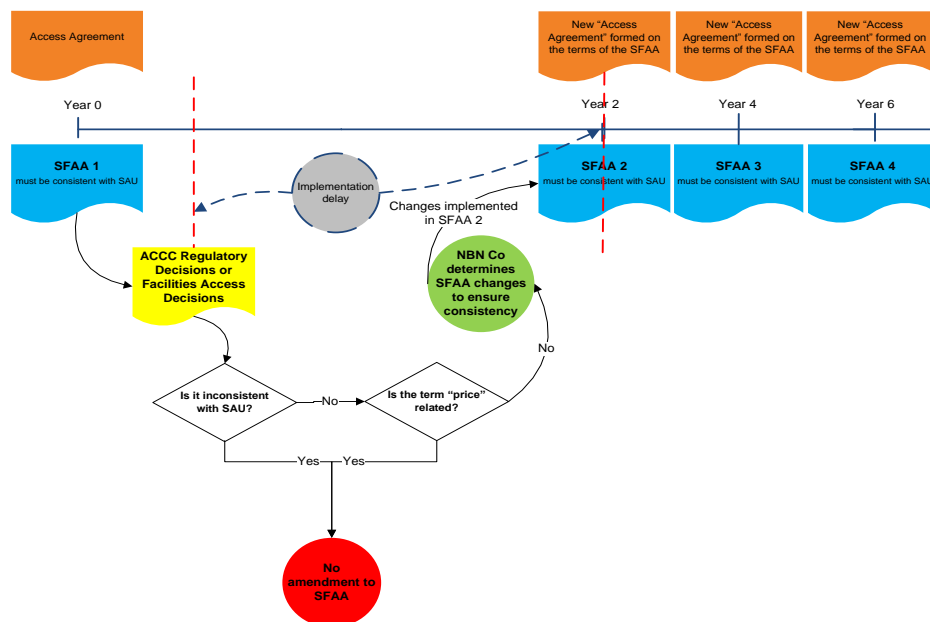 Access Agreement
New “Access
Agreement” formed on
the terms of the SFAA
New “Access
Agreement” formed on
the terms of the SFAA
New “Access
Agreement” formed on
the terms of the SFAA
Year 0
Year 2
Year 4
Year 6
SFAA 1
must be consistent with SAU
SFAA 2
must be consistent with SAU
SFAA 3
must be consistent with SAU
SFAA 4
must be consistent with SAU
Implementation
delay
Changes implemented
in SFAA 2
ACCC Regulatory
Decisions or
Facilities Access
Decisions
NBN Co
determines
SFAA changes
to ensure
consistency
Is it inconsistent
with SAU?
No
Is the term “price”
related?
No
Yes
Yes
No
amendment to
SFAA